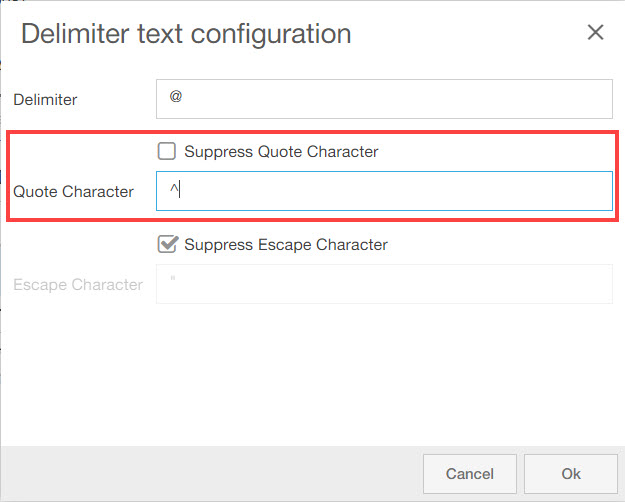 Delimiter text configuration
Delimiter @
Suppress Quote Character
Quote Character ^
Suppress Escape Character
Escape Character "
Cancel Ok